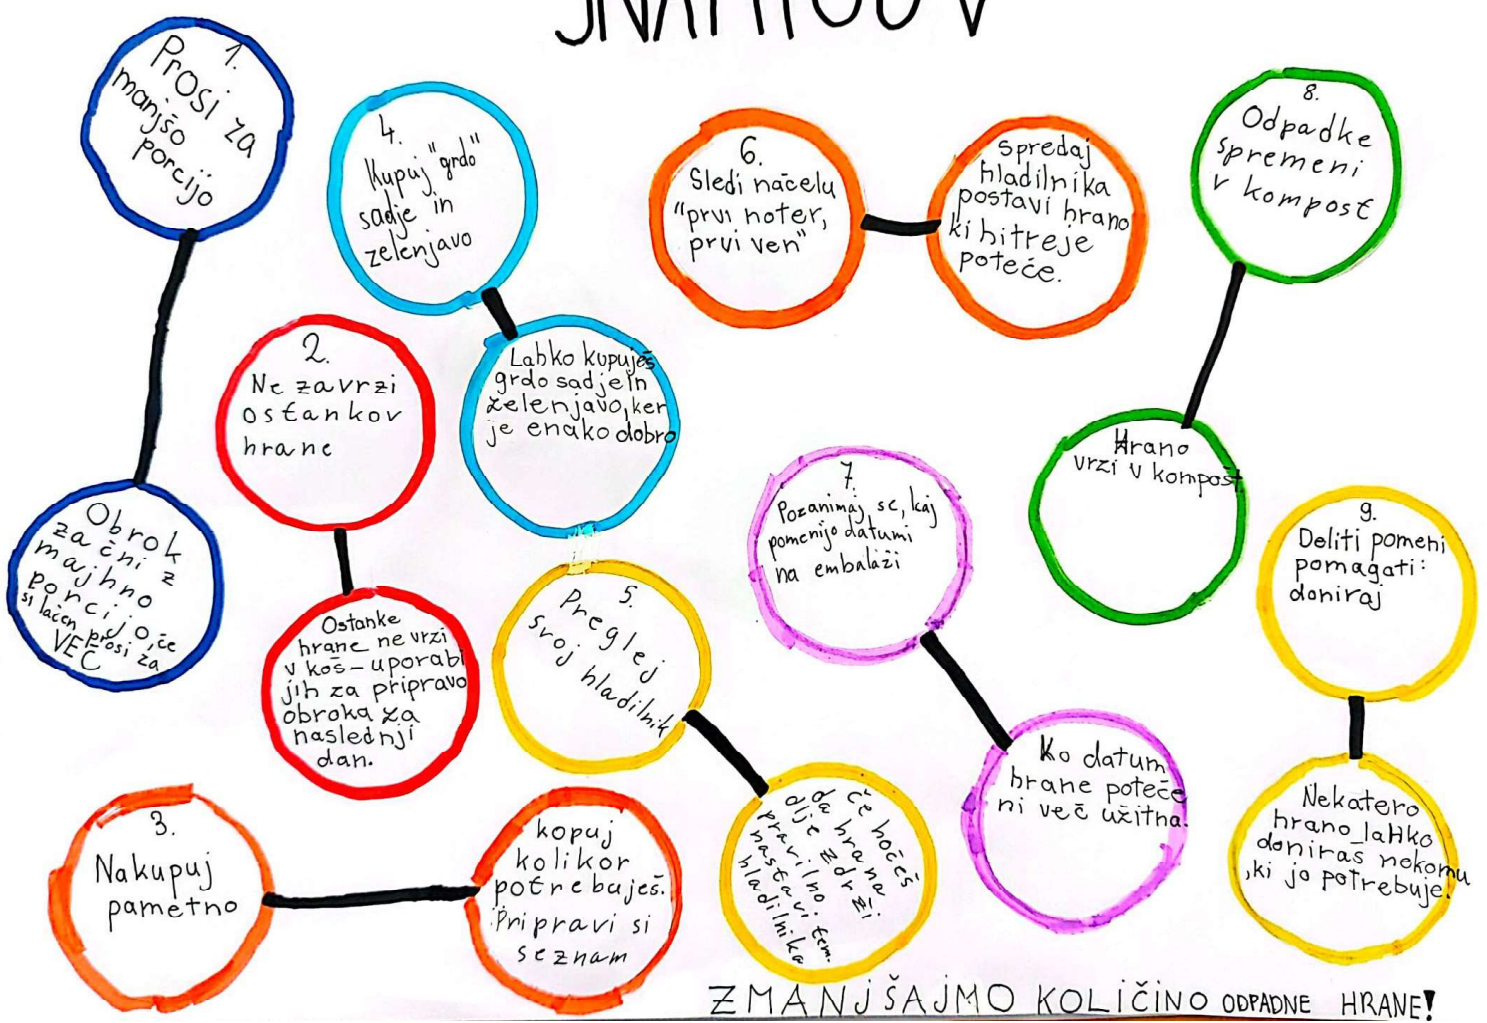 1.
Prosi za
manjšo
porcijo
Obrok
začni z
majhno
porcijo, če
si lačen prosi za
VEČ
2.
Ne zavrzi
ostankov
hrane
Ostanke
hrane ne vrzi
v koš - uporabi
jih za pripravo
obroka za
naslednji
dan.
3.
Nakupuj
pametno
kopuj
kolikor
potrebuješ.
Pripravi si
seznam
4.
Kupuj "grdo"
sadje in
zelenjavo
Lahko kupuješ
grdo sadje in
zelenjavo, ker
je enako dobro
5.
Preglej
svoj hladilnik
če hočeš
da hrana
dlje zdrži
pravilno
nastavi tem.
hladilnika
6.
Sledi načelu
"prvi noter,
prvi ven"
spredaj
hladilnika
postavi hrano
ki hitreje
poteče.
7.
Pozanimaj se, kaj
pomenijo datumi
na embalaži
Ko datum
hrane poteče
ni več užitna.
8.
Odpadke
spremeni
v kompost
Hrano
vrzi v kompost
9.
Deliti pomeni
pomagati:
doniraj
Nekatero
hrano lahko
doniraš nekomu
,ki jo potrebuje.
ZMANJŠAJMO KOLIČINO ODPADNE HRANE!